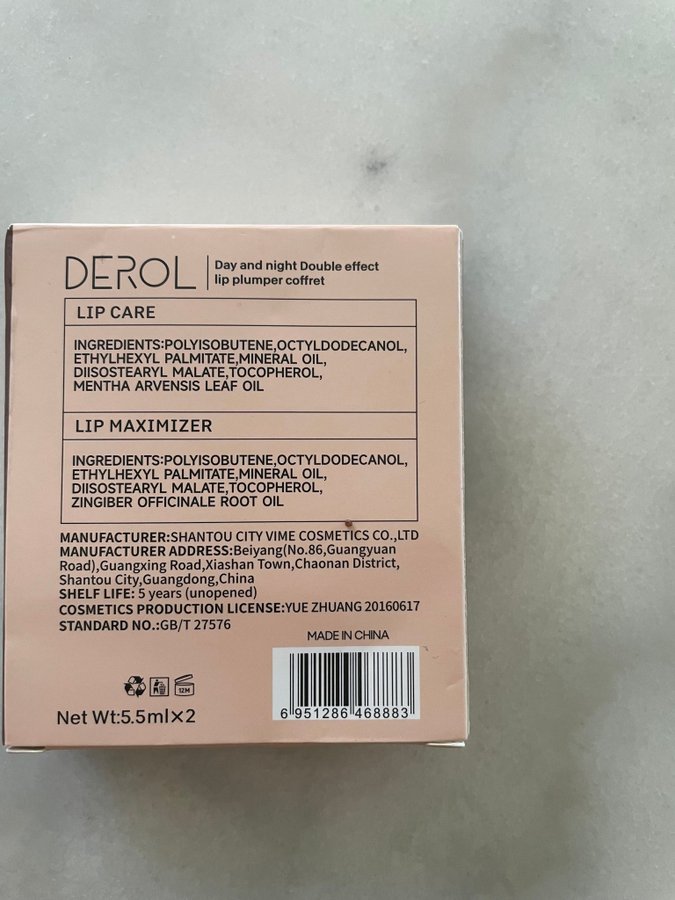 DEROL
Day and night Double effect
lip plumper coffret
LIP CARE
INGREDIENTS:POLYISOBUTENE,OCTYLDODECANOL,
ETHYLHEXYL PALMITATE,MINERAL OIL,
DIISOSTEARYL MALATE,TOCOPHEROL,
MENTHA ARVENSIS LEAF OIL
LIP MAXIMIZER
INGREDIENTS:POLYISOBUTENE,OCTYLDODECANOL,
ETHYLHEXYL PALMITATE,MINERAL OIL,
DIISOSTEARYL MALATE,TOCOPHEROL,
ZINGIBER OFFICINALE ROOT OIL
MANUFACTURER:SHANTOU CITY VIME COSMETICS CO.,LTD
MANUFACTURER ADDRESS:Beiyang(No.86,Guangyuan
Road),Guangxing Road,Xiashan Town,Chaonan District,
Shantou City,Guangdong,China
SHELF LIFE: 5 years (unopened)
COSMETICS PRODUCTION LICENSE:YUE ZHUANG 20160617
STANDARD NO.:GB/T 27576
MADE IN CHINA
12M
Net Wt:5.5ml×2
6 951286 468883